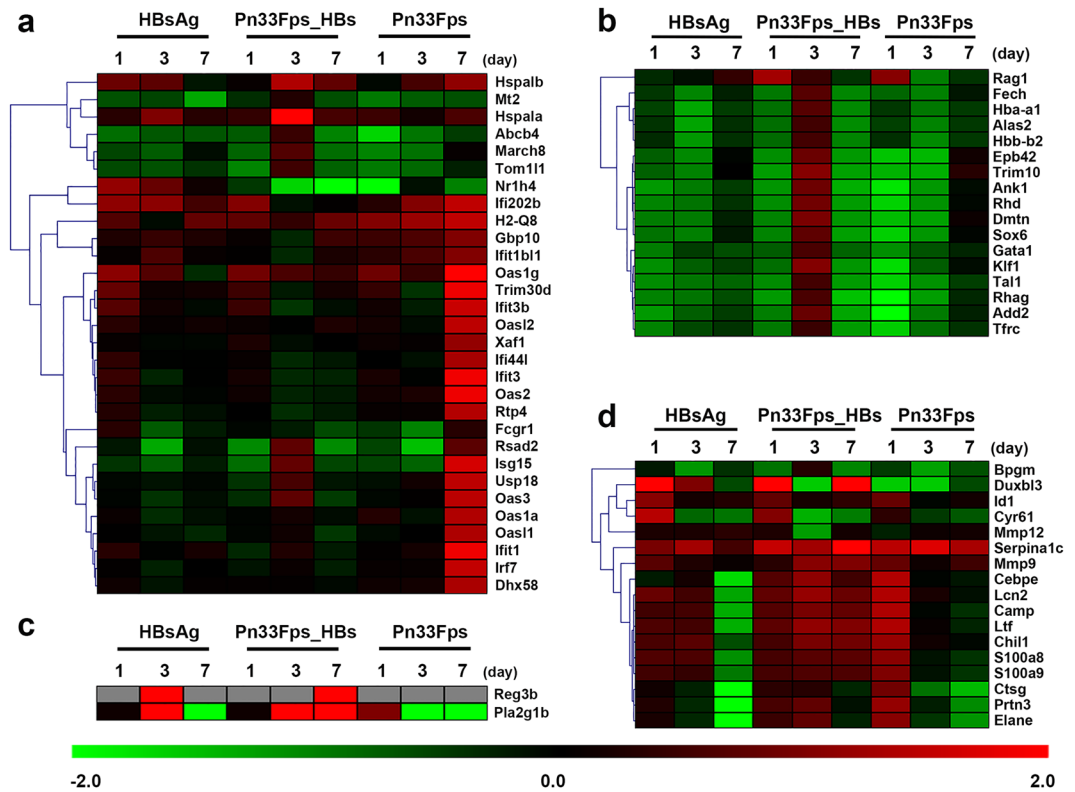 a
HBsAg Pn33Fps_HBs Pn33Fps
1 3 7 1 3 7 1 3 7 (day)
Hspalb
Mt2
Hspala
Abcb4
March8
Tom1l1
Nr1h4
Ifi202b
H2-Q8
Gbp10
Ifit1bl1
Oas1g
Trim30d
Ifit3b
Oasl2
Xaf1
Ifi44l
Ifit3
Oas2
Rtp4
Fcgr1
Rsad2
Isg15
Usp18
Oas3
Oas1a
Oasl1
Ifit1
Irf7
Dhx58
b
HBsAg Pn33Fps_HBs Pn33Fps
1 3 7 1 3 7 1 3 7 (day)
Rag1
Fech
Hba-a1
Alas2
Hbb-b2
Epb42
Trim10
Ank1
Rhd
Dmtn
Sox6
Gata1
Klf1
Tal1
Rhag
Add2
Tfrc
c
HBsAg Pn33Fps_HBs Pn33Fps
1 3 7 1 3 7 1 3 7 (day)
Reg3b
Pla2g1b
d
HBsAg Pn33Fps_HBs Pn33Fps
1 3 7 1 3 7 1 3 7 (day)
Bpgm
Duxbl3
Id1
Cyr61
Mmp12
Serpina1c
Mmp9
Cebpe
Lcn2
Camp
Ltf
Chil1
S100a8
S100a9
Ctsg
Prtn3
Elane
-2.0 0.0 2.0